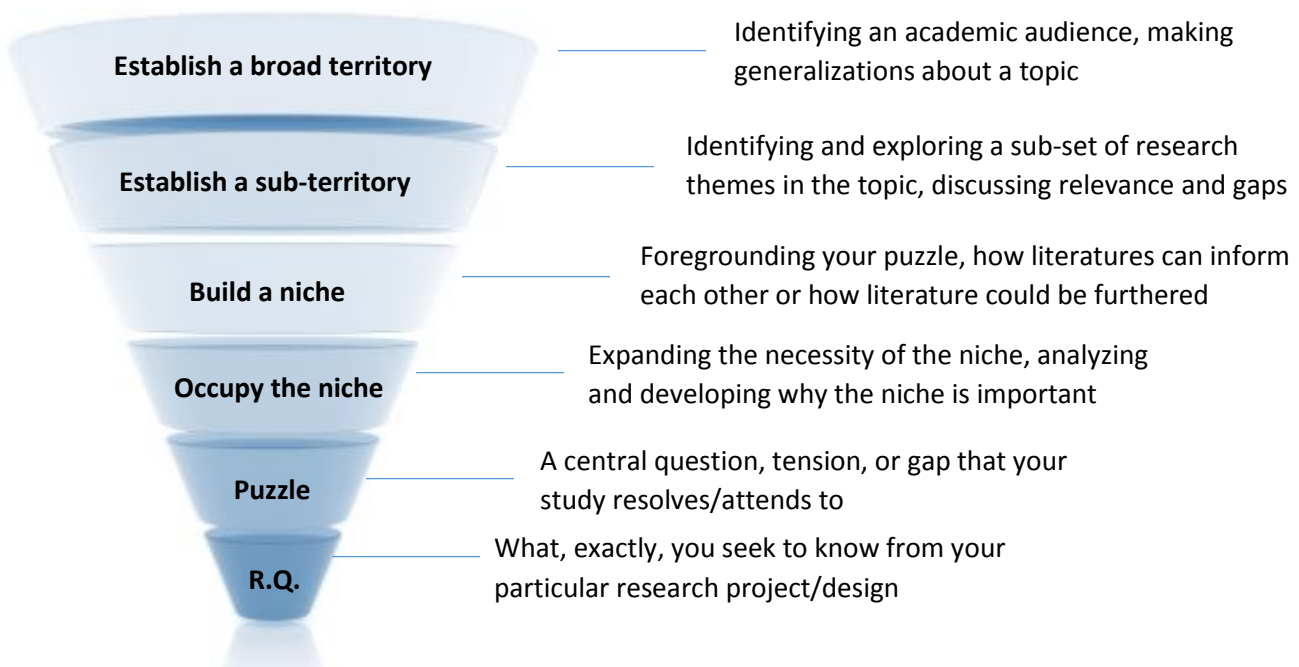 Establish a broad territory
Identifying an academic audience, making
generalizations about a topic
Establish a sub-territory
Identifying and exploring a sub-set of research
themes in the topic, discussing relevance and gaps
Build a niche
Foregrounding your puzzle, how literatures can inform
each other or how literature could be furthered
Occupy the niche
Expanding the necessity of the niche, analyzing
and developing why the niche is important
Puzzle
A central question, tension, or gap that your
study resolves/attends to
R.Q.
What, exactly, you seek to know from your
particular research project/design